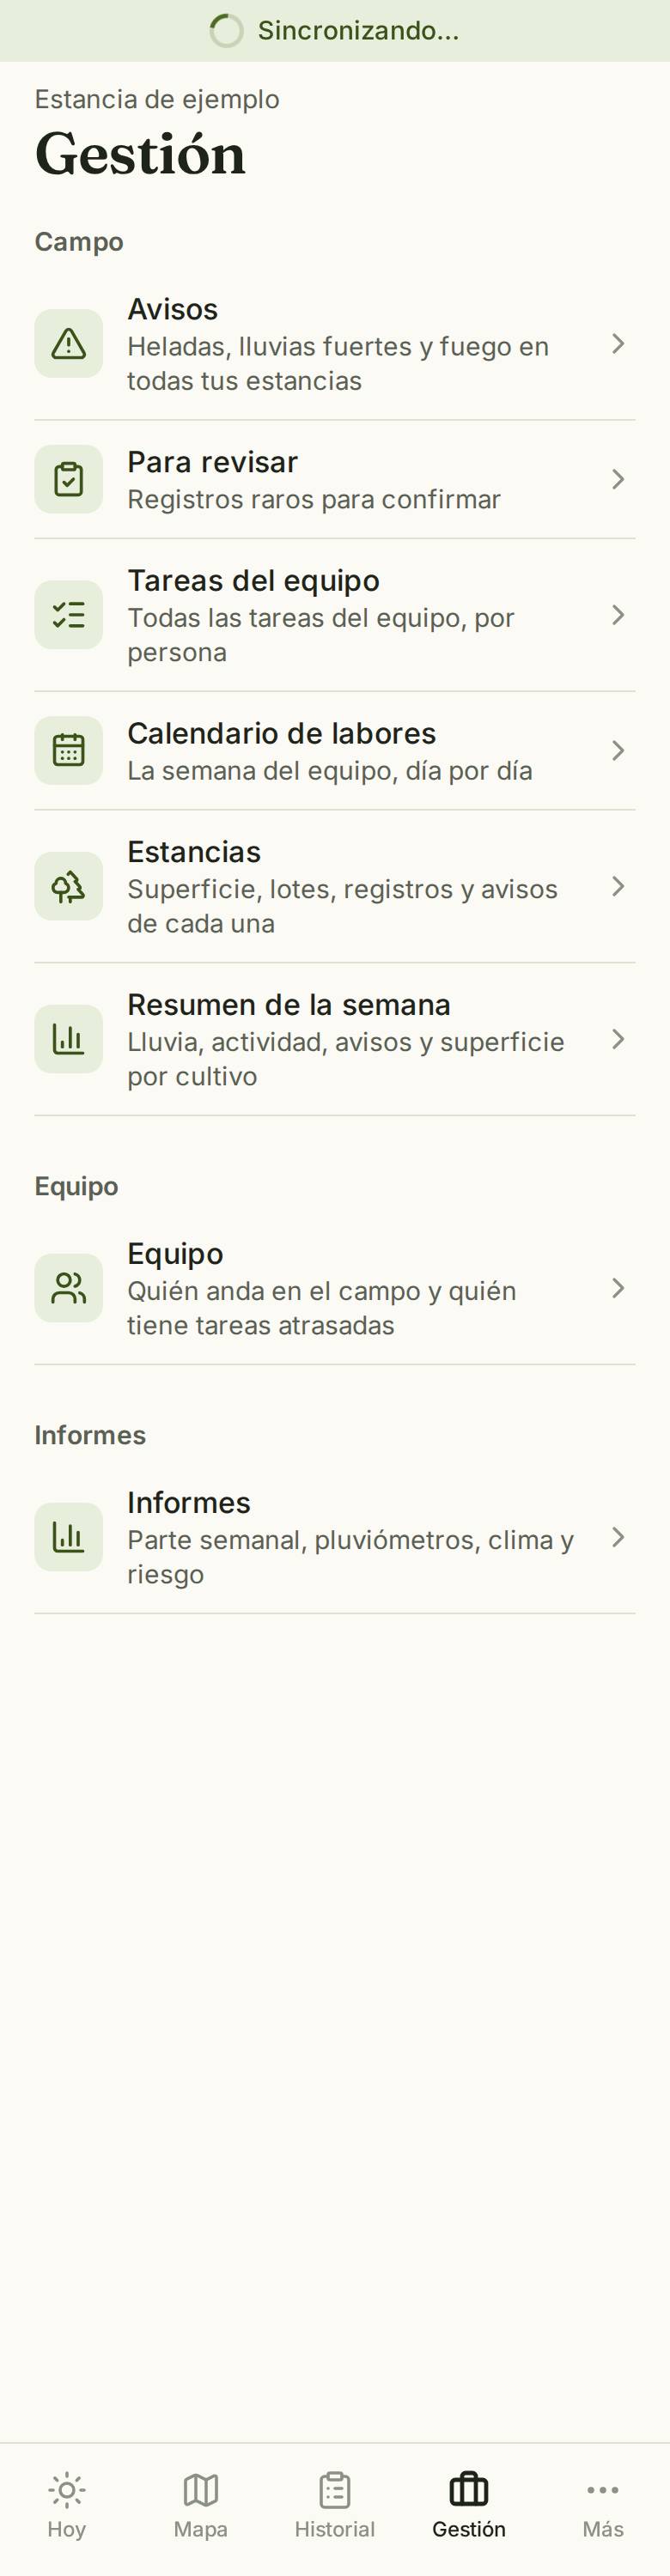 Sincronizando...
Estancia de ejemplo
Gestión
Campo
Avisos
Heladas, lluvias fuertes y fuego en
todas tus estancias
Para revisar
Registros raros para confirmar
Tareas del equipo
Todas las tareas del equipo, por
persona
Calendario de labores
La semana del equipo, día por día
Estancias
Superficie, lotes, registros y avisos
de cada una
Resumen de la semana
Lluvia, actividad, avisos y superficie
por cultivo
Equipo
Equipo
Quién anda en el campo y quién
tiene tareas atrasadas
Informes
Informes
Parte semanal, pluviómetros, clima y
riesgo
Hoy
Mapa
Historial
Gestión
Más